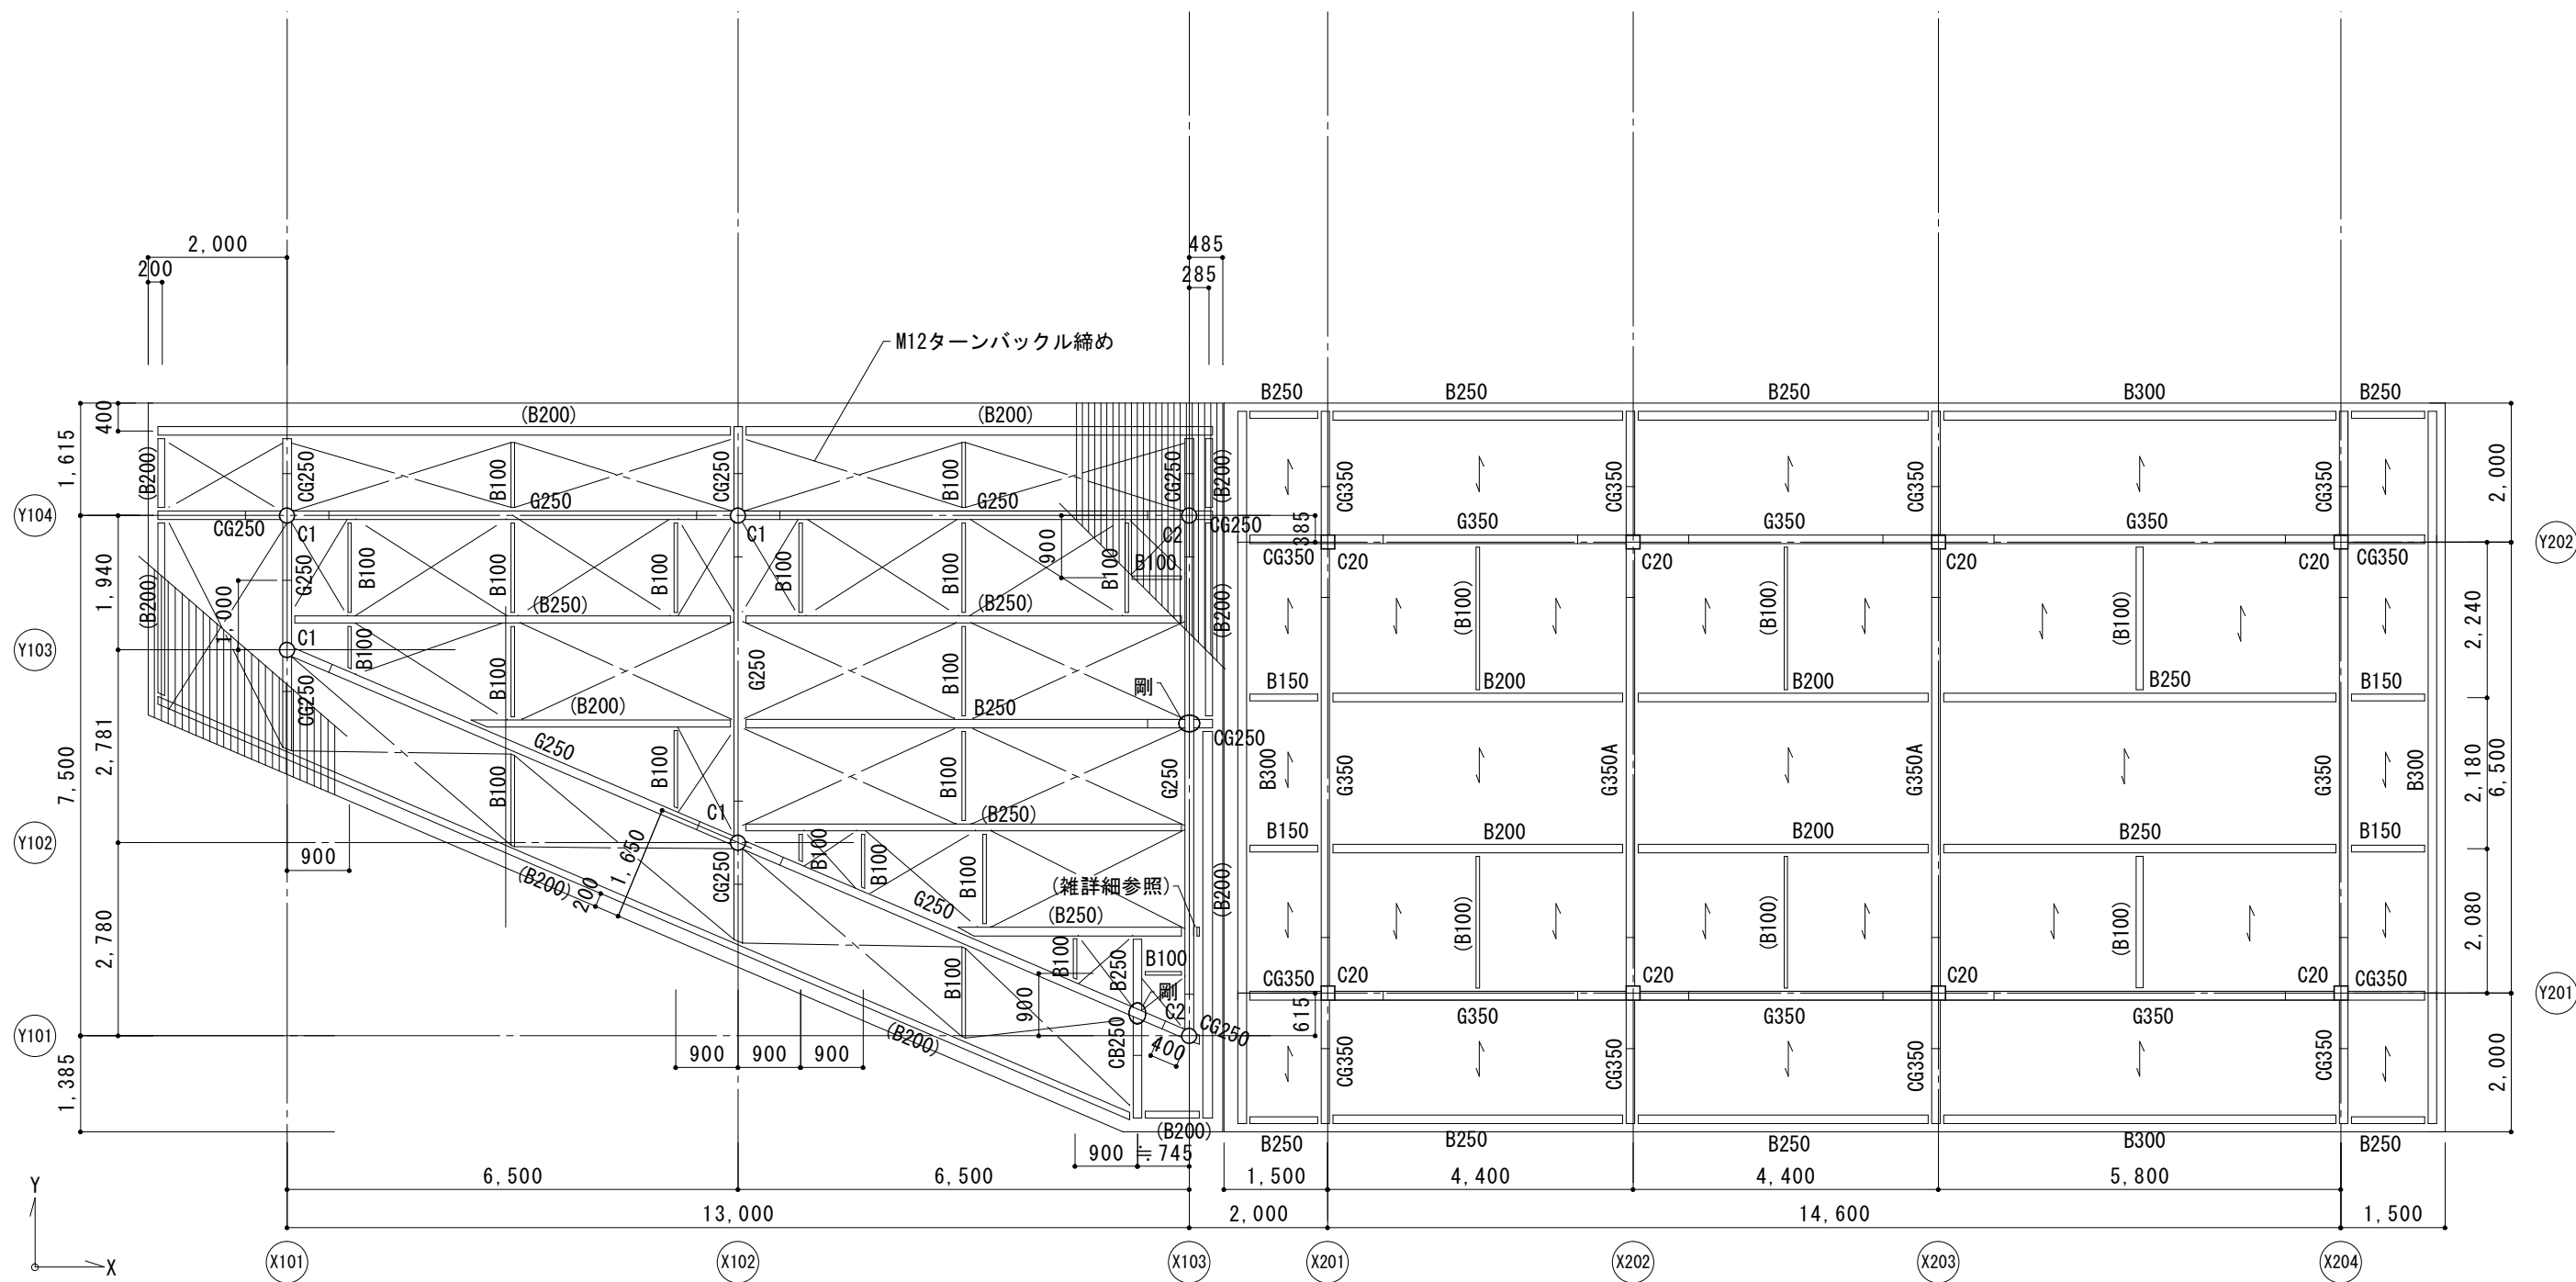 2,000
485
200
285
M12ターンバックル締め
B250
B250
B250
B300
B250
400
(B200)
(B200)
1,615
(B200)
CG250
B100
CG250
B100
CG250
(B200)
CG350
CG350
CG350
CG350
2,000
Y104
G250
G250
CG250
C1
C1
C2
CG250
385
G350
G350
G350
Y202
CG350
C20
C20
C20
C20
CG350
1,940
(B200)
1,000
G250
B100
B100
B100
B100
B100
B100
B100
900
(B250)
(B250)
(B200)
(B100)
(B100)
(B100)
2,240
Y103
C1
B100
B100
G250
B100
剛
CG250
(B200)
B250
CG250
B150
B200
B200
B250
B150
2,781
7,500
G250
B100
B100
B100
G250
B300
G350
G350A
G350A
G350
B300
2,180
6,500
C1
(B250)
Y102
B150
B200
B200
B250
B150
900
1,650
CG250
B100
B100
B100
(雑詳細参照)
(B200)
200
(B200)
G250
(B250)
2,780
(B100)
(B100)
(B100)
2,080
B100
B100
B250
B100
剛
CG350
C20
C20
C20
C20
CG350
Y201
900
C2
CG250
615
G350
G350
G350
Y101
(B200)
CB250
400
900
900
900
CG350
CG350
CG350
CG350
1,385
2,000
(B200)
B250
B250
B250
B300
B250
900
≒745
6,500
6,500
1,500
4,400
4,400
5,800
13,000
2,000
14,600
1,500
Y
X
X101
X102
X103
X201
X202
X203
X204